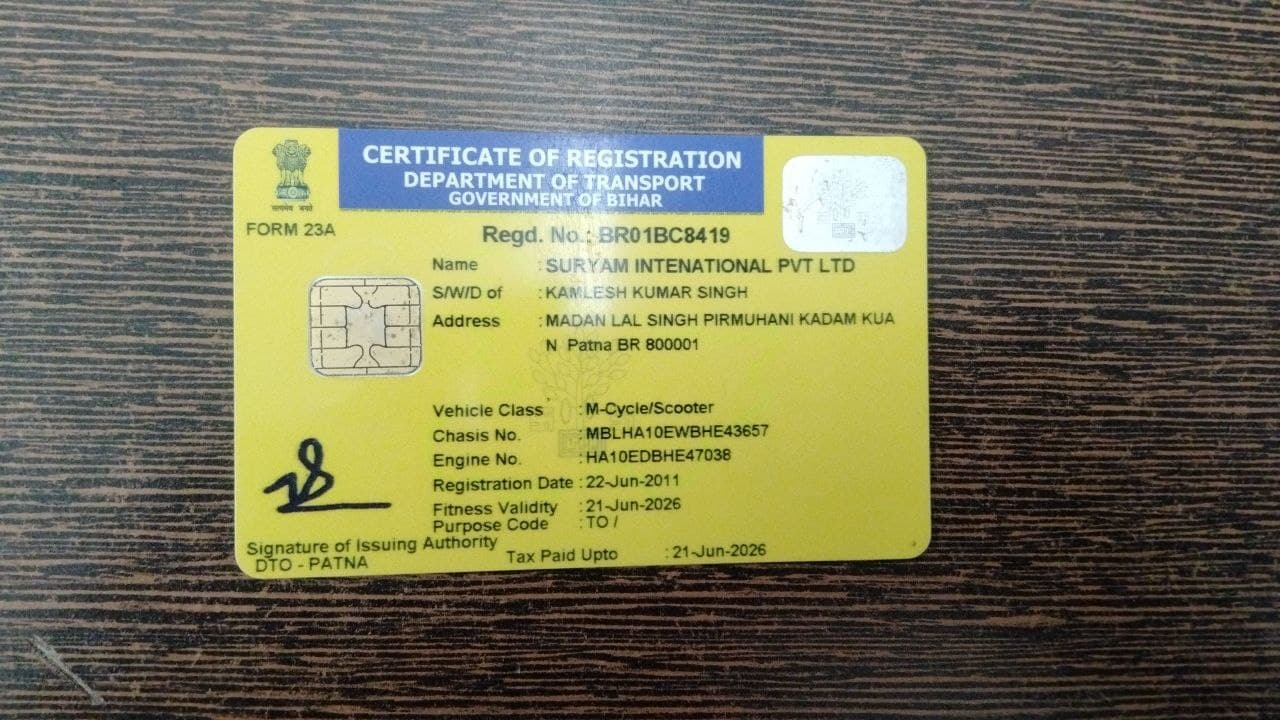 CERTIFICATE OF REGISTRATION
DEPARTMENT OF TRANSPORT
GOVERNMENT OF BIHAR
सत्यमेव जयते
FORM 23A
Regd. No.: BR01BC8419
Name : SURYAM INTENATIONAL PVT LTD
S/W/D of : KAMLESH KUMAR SINGH
Address : MADAN LAL SINGH PIRMUHANI KADAM KUA
N Patna BR 800001
Vehicle Class : M-Cycle/Scooter
Chasis No. : MBLHA10EWBHE43657
Engine No. : HA10EDBHE47038
Registration Date : 22-Jun-2011
Fitness Validity : 21-Jun-2026
Purpose Code : TO /
Signature of Issuing Authority
DTO - PATNA
Tax Paid Upto : 21-Jun-2026